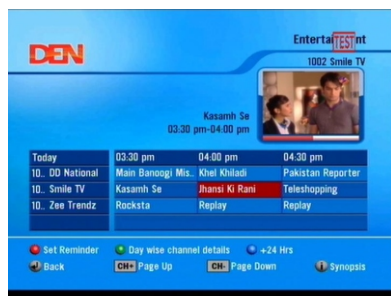 DEN
Enterta TEST nt
1002 Smile TV
Kasamh Se
03:30 pm-04:00 pm
Today 03:30 pm 04:00 pm 04:30 pm
10.. DD National Main Banoogi Mis.. Khel Khiladi Pakistan Reporter
10.. Smile TV Kasamh Se Jhansi Ki Rani Teleshopping
10.. Zee Trendz Rocksta Replay Replay
Set Reminder Day wise channel details +24 Hrs
Back CH+ Page Up CH- Page Down i Synopsis